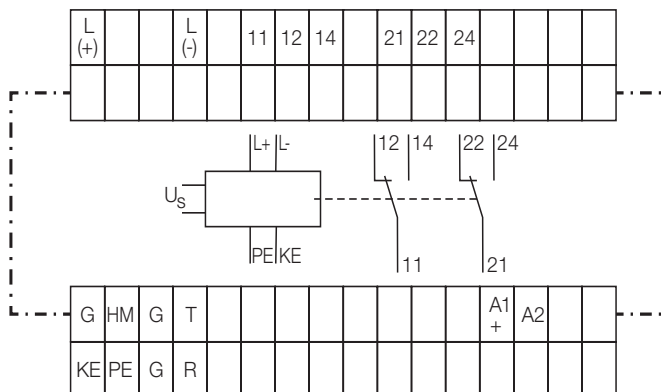 L (+) L (-) 11 12 14 21 22 24
L+ L- 12 14 22 24
U_S
PE KE 11 21
G HM G T A1 + A2
KE PE G R